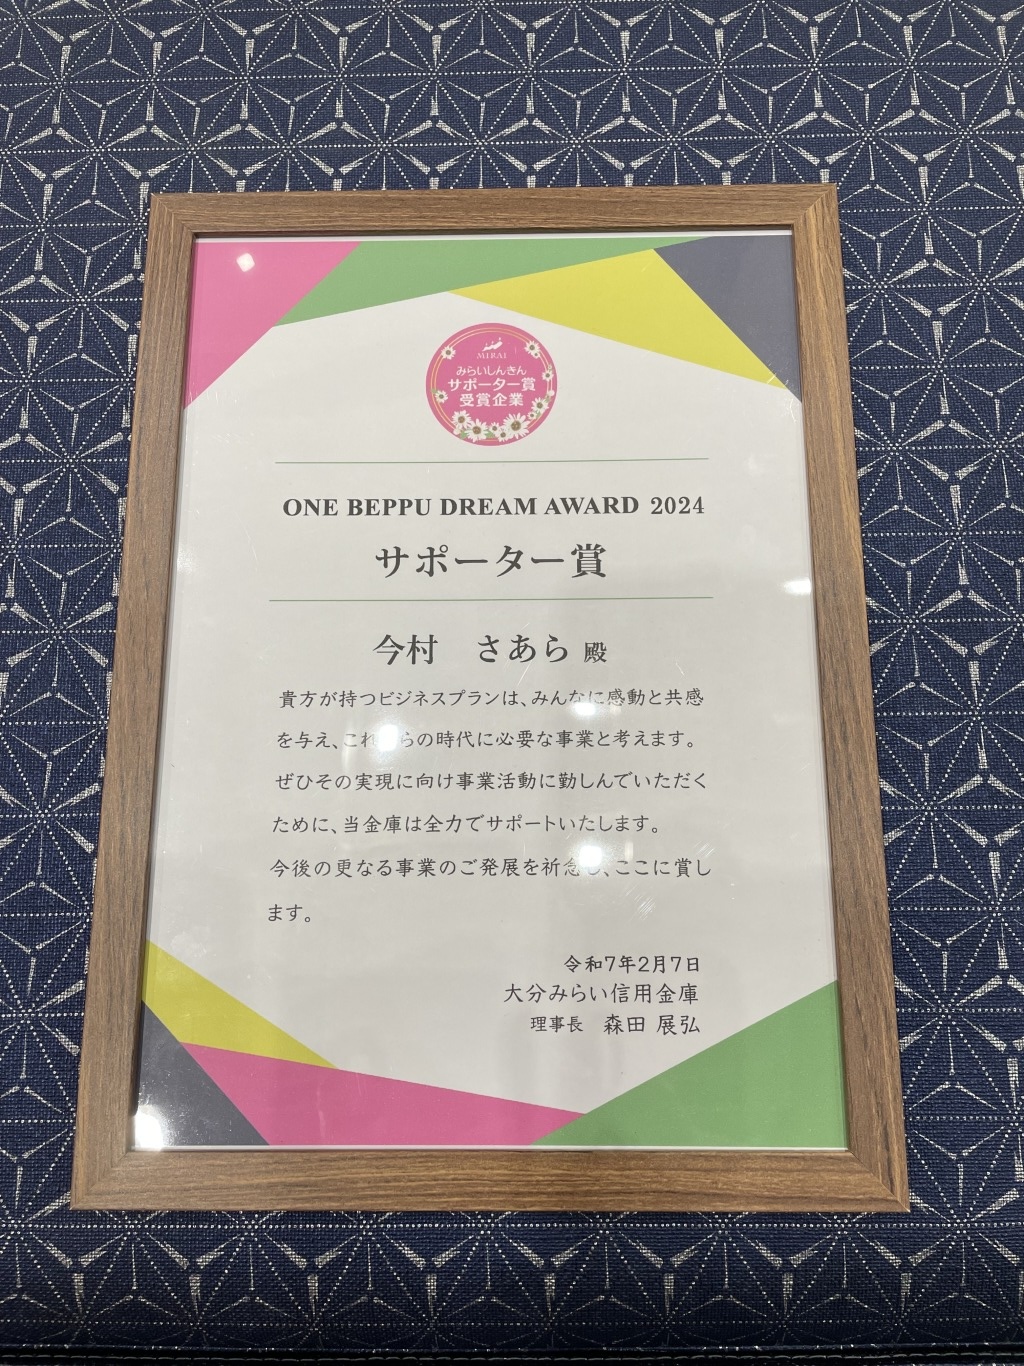 MIRAI
みらいしんきん
サポーター賞
受賞企業
ONE BEPPU DREAM AWARD 2024
サポーター賞
今村 さあら 殿
貴方が持つビジネスプランは、みんなに感動と共感
を与え、これからの時代に必要な事業と考えます。
ぜひその実現に向け事業活動に勤しんでいただく
ために、当金庫は全力でサポートいたします。
今後の更なる事業のご発展を祈念し、ここに賞し
ます。
令和7年2月7日
大分みらい信用金庫
理事長 森田 展弘